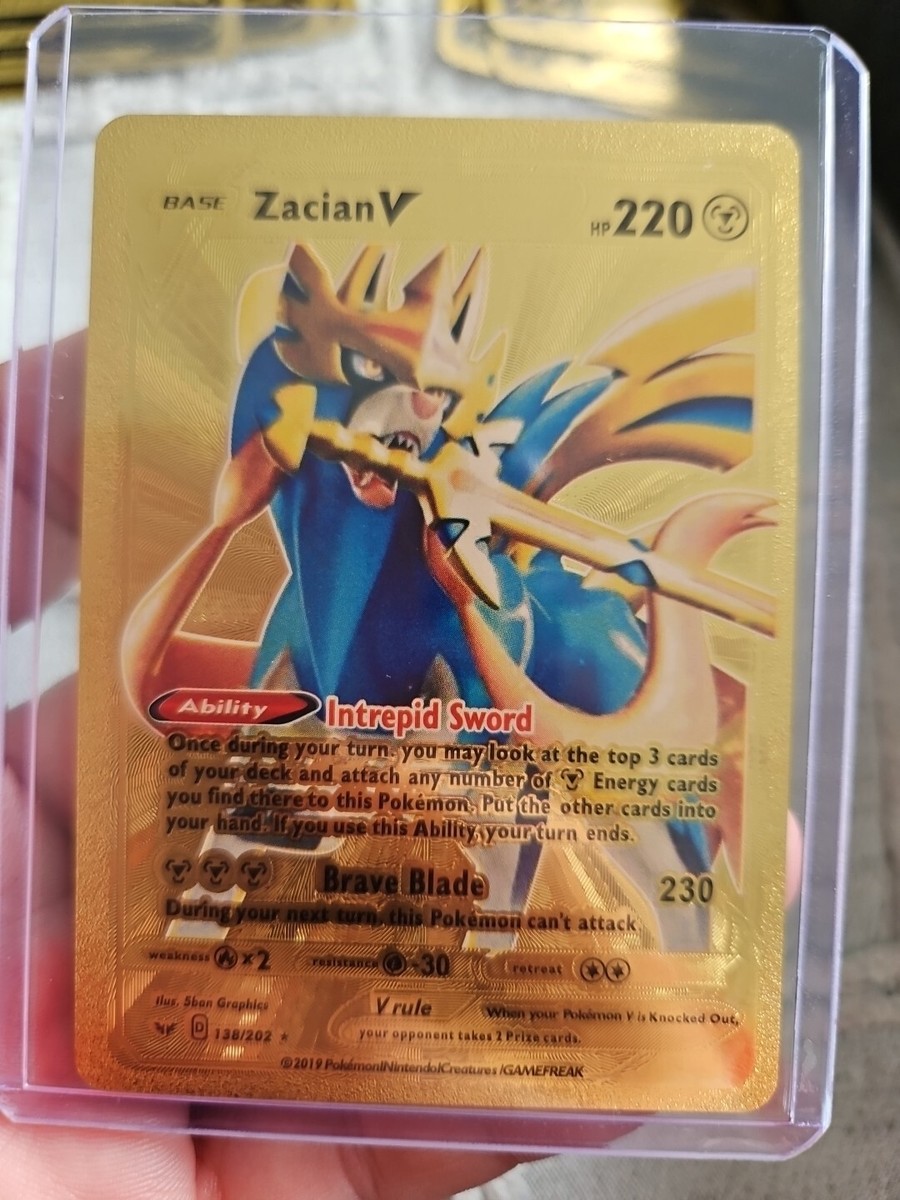 BASE Zacian V HP 220
Ability Intrepid Sword
Once during your turn. you may look at the top 3 cards
of your deck and attach any number of Energy cards
you find there to this Pokémon. Put the other cards into
your hand. If you use this Ability, your turn ends.
Brave Blade 230
During your next turn, this Pokémon can't attack.
weakness x2 resistance -30 retreat
Ilus. 5ban Graphics V rule When your Pokémon V is Knocked Out,
D 138/202 your opponent takes 2 Prize cards.
©2019 Pokémon/Nintendo/Creatures /GAMEFREAK